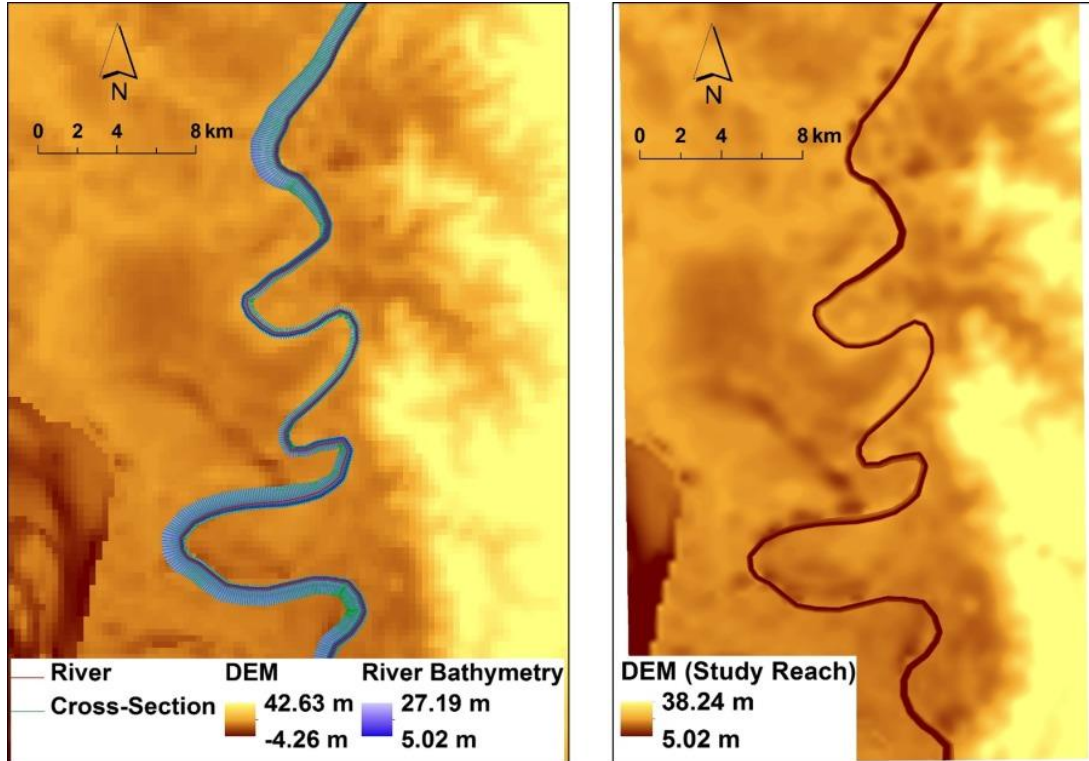 N
0 2 4 8 km
River
Cross-Section
DEM
42.63 m
-4.26 m
River Bathymetry
27.19 m
5.02 m
N
0 2 4 8 km
DEM (Study Reach)
38.24 m
5.02 m